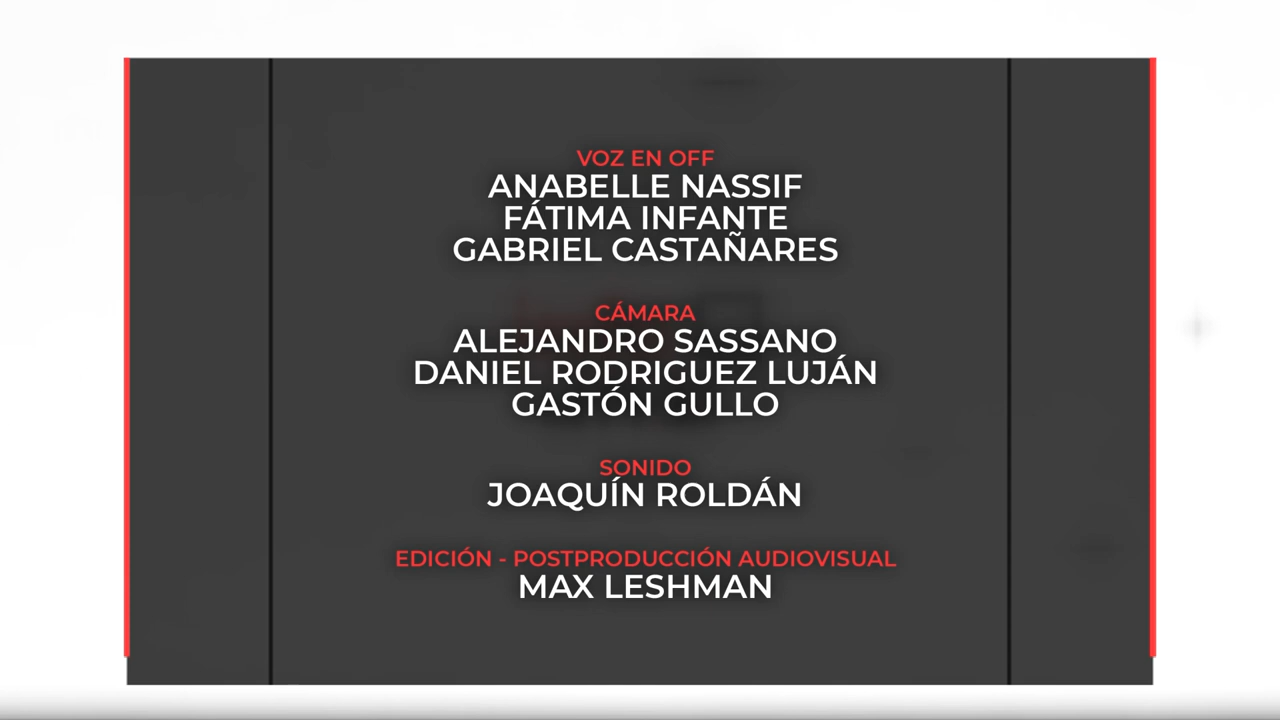 VOZ EN OFF
ANABELLE NASSIF
FÁTIMA INFANTE
GABRIEL CASTAÑARES
CÁMARA
ALEJANDRO SASSANO
DANIEL RODRIGUEZ LUJÁN
GASTÓN GULLO
SONIDO
JOAQUÍN ROLDÁN
EDICIÓN - POSTPRODUCCIÓN AUDIOVISUAL
MAX LESHMAN